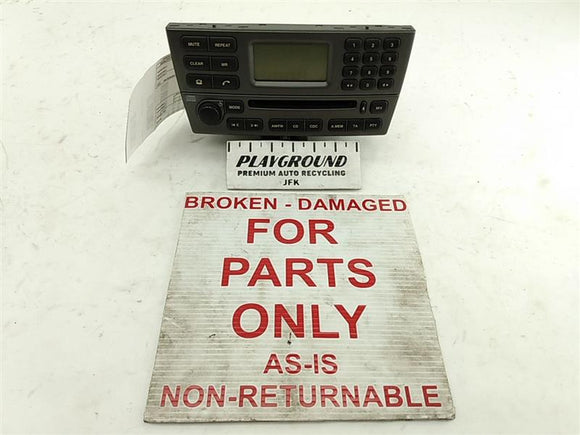 MUTE REPEAT
CLEAR MR
MODE
AM/FM CD CDC A.MEM TA PTY
PLAYGROUND
PREMIUM AUTO RECYCLING
JFK
BROKEN - DAMAGED
FOR
PARTS
ONLY
AS-IS
NON-RETURNABLE